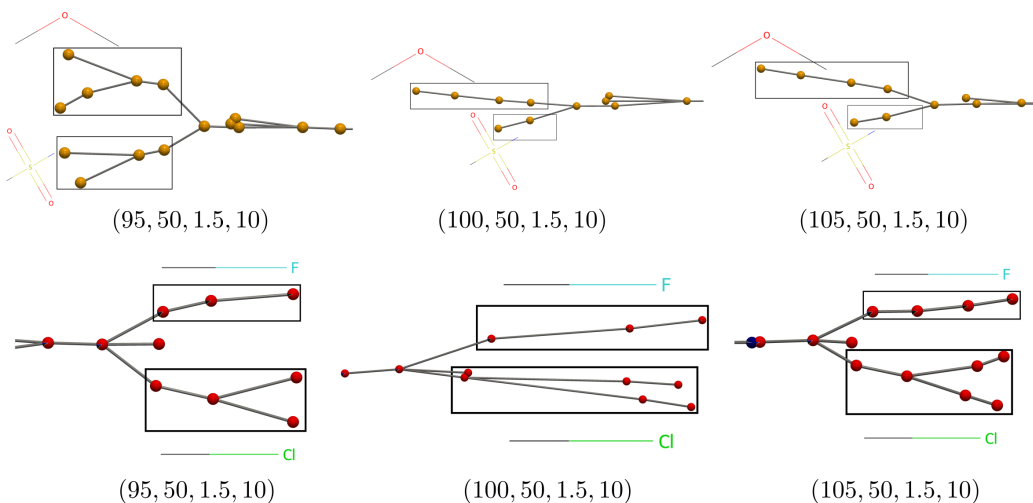 O
O
O
O
S
O
O
S
O
O
S
O
(95, 50, 1.5, 10)
(100, 50, 1.5, 10)
(105, 50, 1.5, 10)
F
F
F
Cl
Cl
Cl
(95, 50, 1.5, 10)
(100, 50, 1.5, 10)
(105, 50, 1.5, 10)